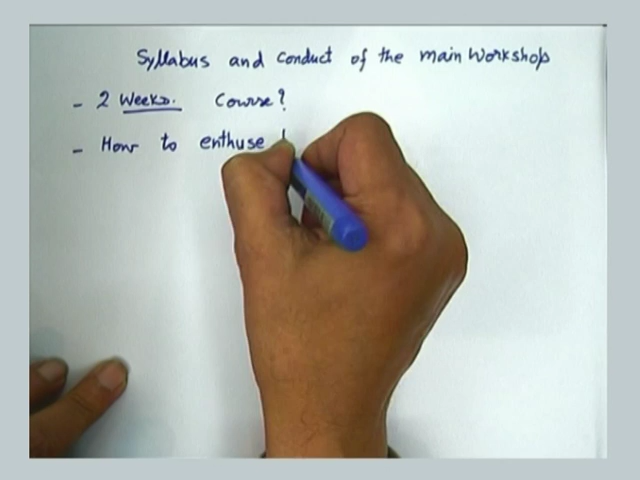 Syllabus and conduct of the main Workshop
- 2 Weeks. Course?
- How to enthuse